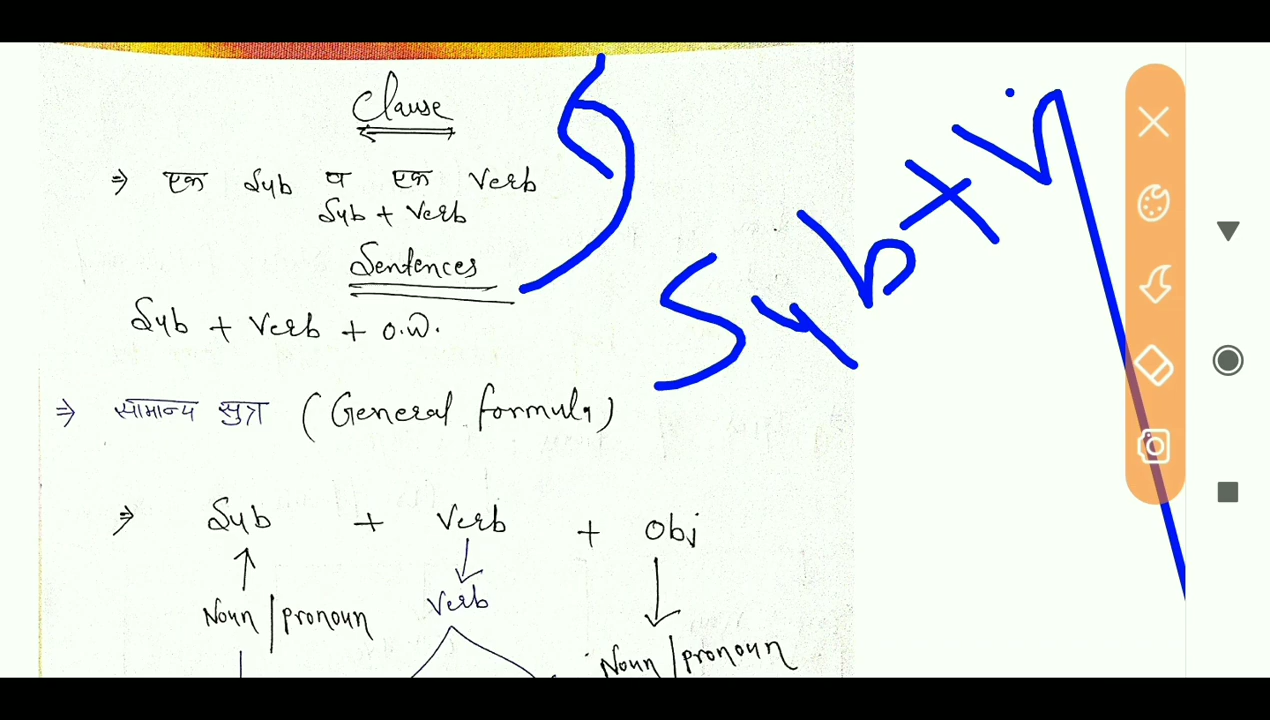 Clause
⇒ एक Sub व एक Verb
Sub + Verb
Sentences
Sub + Verb + O.W.
Sub + V
⇒ सामान्य सुत्र (General formula)
⇒ Sub + Verb + Obj
Noun/pronoun
Verb
Noun/pronoun